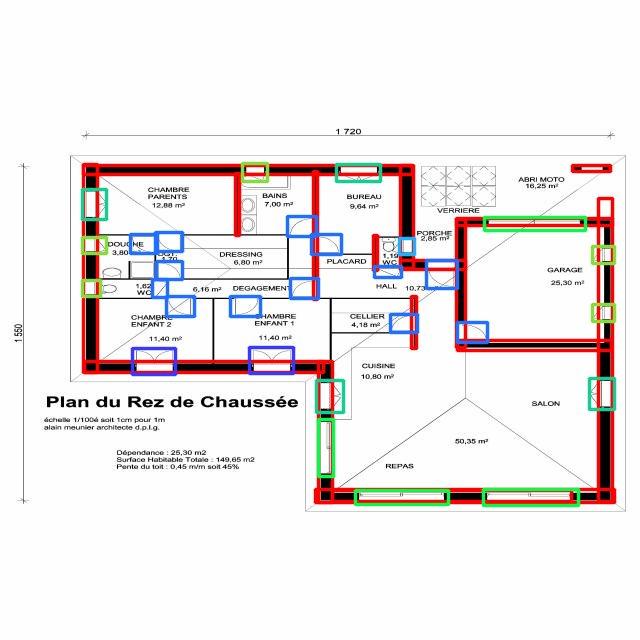 1 720
CHAMBRE
PARENTS
12,88 m²
BAINS
7,00 m²
BUREAU
9,64 m²
ABRI MOTO
16,25 m²
VERRIERE
PORCHE
2,85 m²
DOUCHE
3,80
DRESSING
6,80 m²
PLACARD
1,19
WC
GARAGE
25,30 m²
1,62
WC
6,16 m²
DEGAGEMENT
HALL
10,73
CHAMBRE
ENFANT 2
11,40 m²
CHAMBRE
ENFANT 1
11,40 m²
CELLIER
4,18 m²
1 550
CUISINE
10,80 m²
SALON
50,35 m²
REPAS
Plan du Rez de Chaussée
échelle 1/100é soit 1cm pour 1m
alain meunier architecte d.p.l.g.
Dépendance : 25,30 m2
Surface Habitable Totale : 149,65 m2
Pente du toit : 0,45 m/m soit 45%